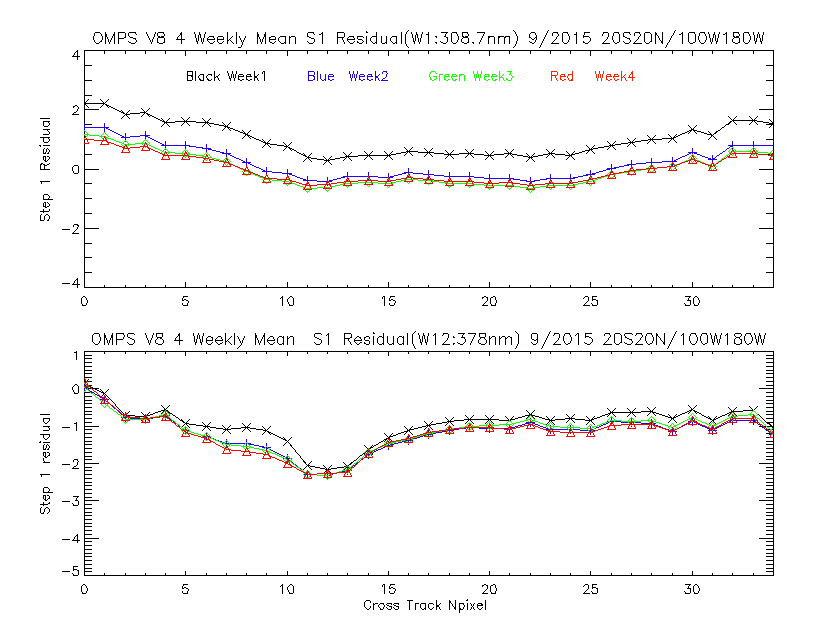 OMPS V8 4 Weekly Mean S1 Residual(W1:308.7nm) 9/2015 20S20N/100W180W
4
Black Week1 Blue Week2 Green Week3 Red Week4
2
0
-2
-4
Step 1 Residual
0 5 10 15 20 25 30
OMPS V8 4 Weekly Mean S1 Residual(W12:378nm) 9/2015 20S20N/100W180W
1
0
-1
-2
-3
-4
-5
Step 1 residual
0 5 10 15 20 25 30
Cross Track Npixel